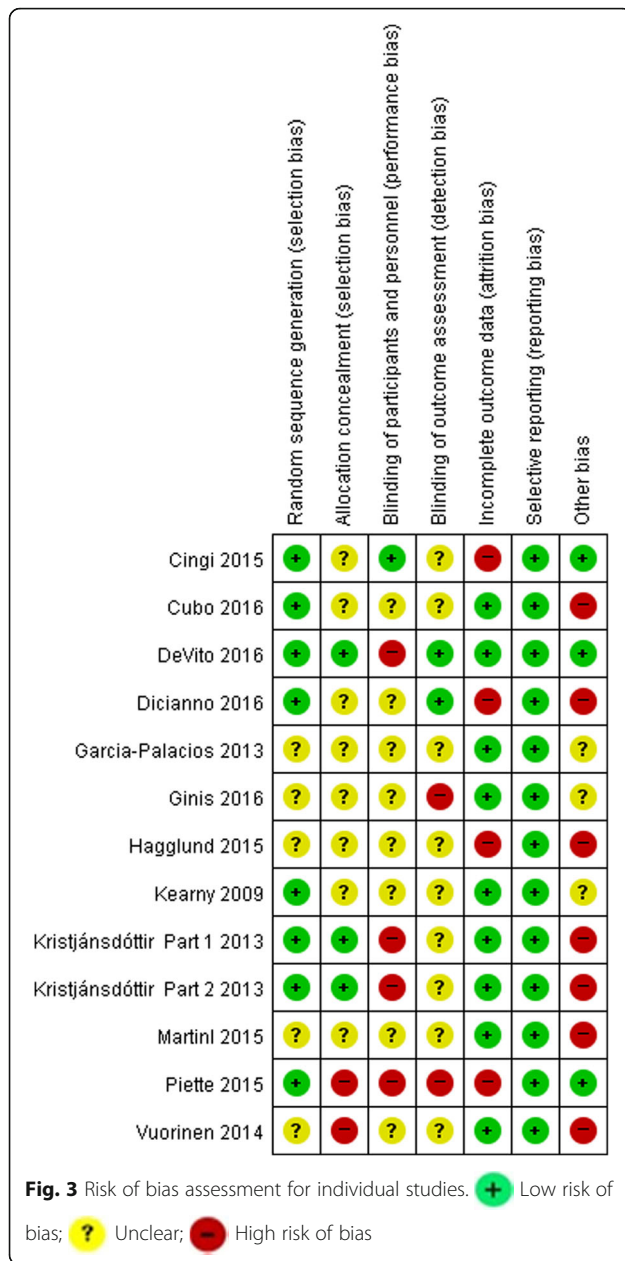 Random sequence generation (selection bias)
Allocation concealment (selection bias)
Blinding of participants and personnel (performance bias)
Blinding of outcome assessment (detection bias)
Incomplete outcome data (attrition bias)
Selective reporting (reporting bias)
Other bias
Cingi 2015 + ? + ? - + +
Cubo 2016 + ? ? ? + + -
DeVito 2016 + + - + + + +
Dicianno 2016 + ? ? + - + -
Garcia-Palacios 2013 ? ? ? ? + + ?
Ginis 2016 ? ? ? - + + ?
Hagglund 2015 ? ? ? ? - + -
Kearny 2009 + ? ? ? + + ?
Kristjánsdóttir Part 1 2013 + + - ? + + -
Kristjánsdóttir Part 2 2013 + + - ? + + -
Martinl 2015 ? ? ? ? + + -
Piette 2015 + - - - - + +
Vuorinen 2014 ? - ? ? + + -
Fig. 3 Risk of bias assessment for individual studies. + Low risk of
bias; ? Unclear; - High risk of bias